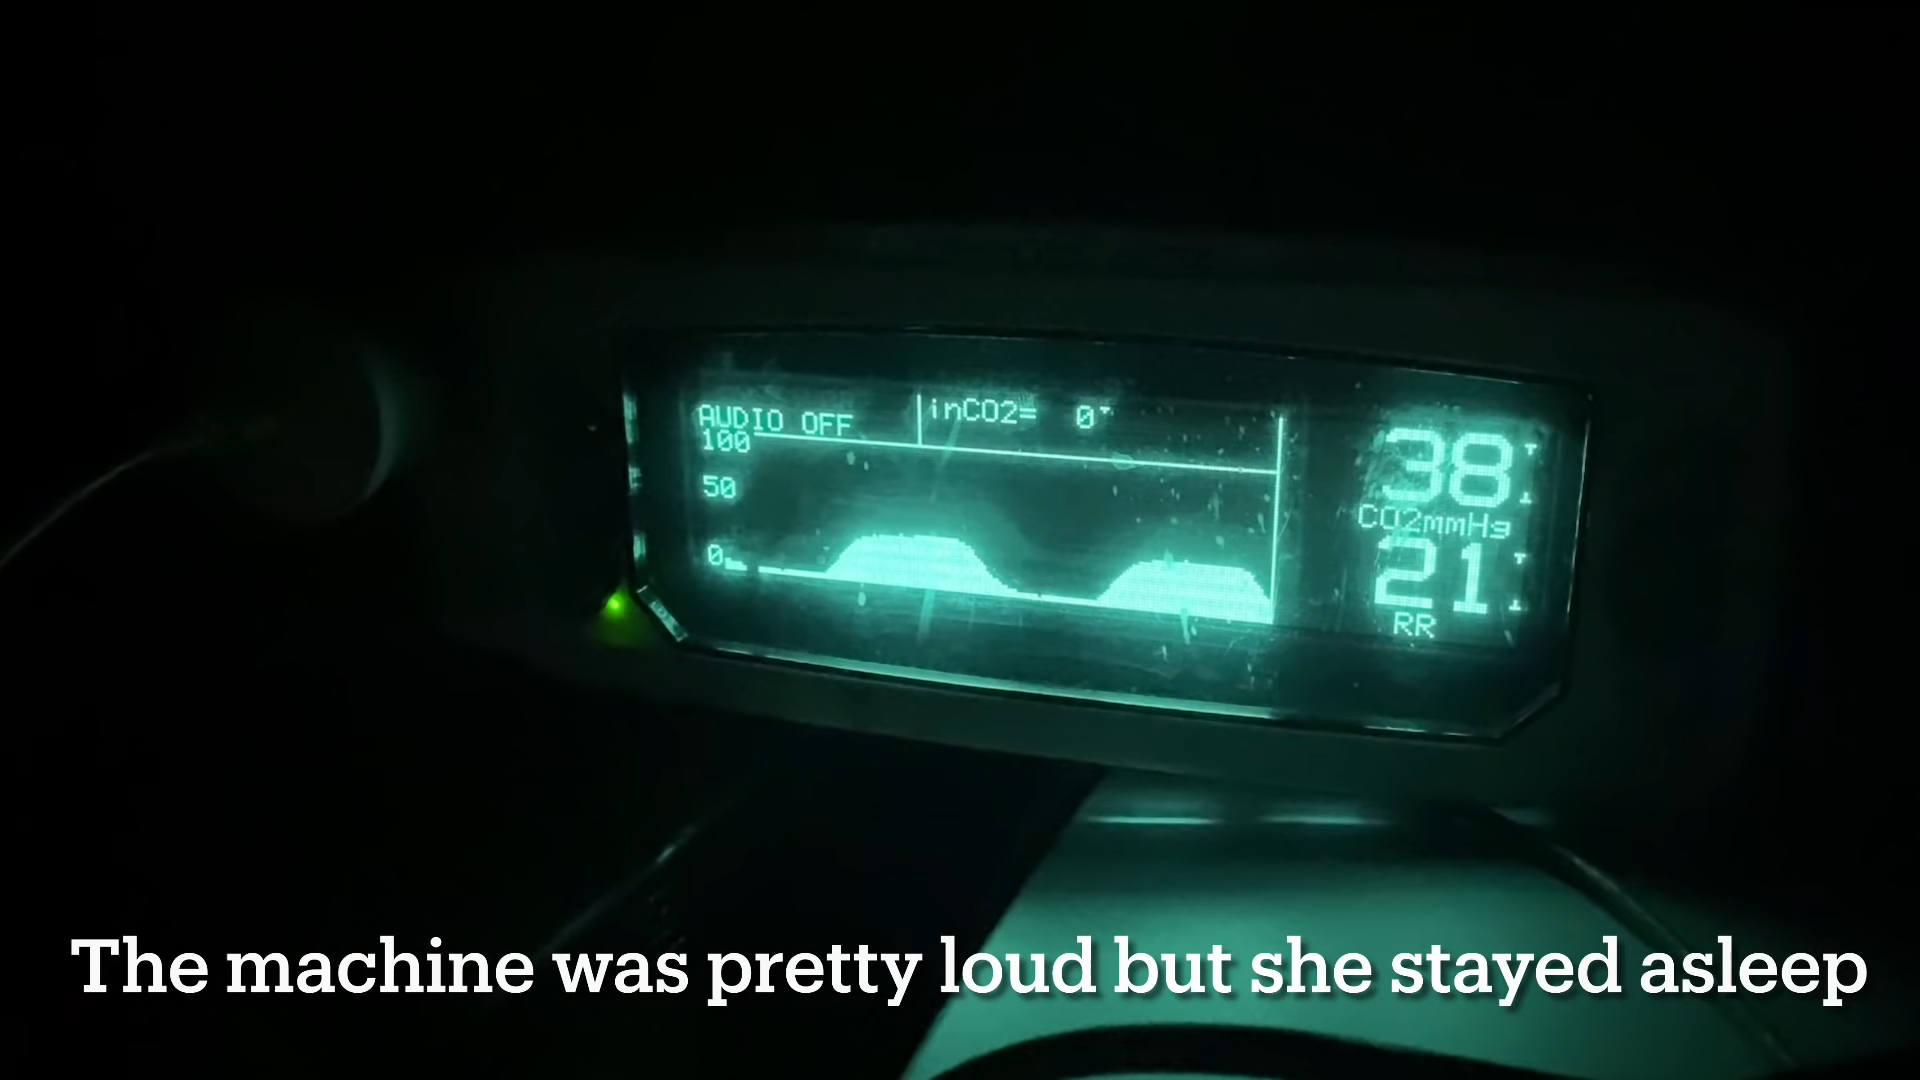 AUDIO OFF
inCO2= 0
100
50
0
38
CO2mmHg
21
RR
The machine was pretty loud but she stayed asleep